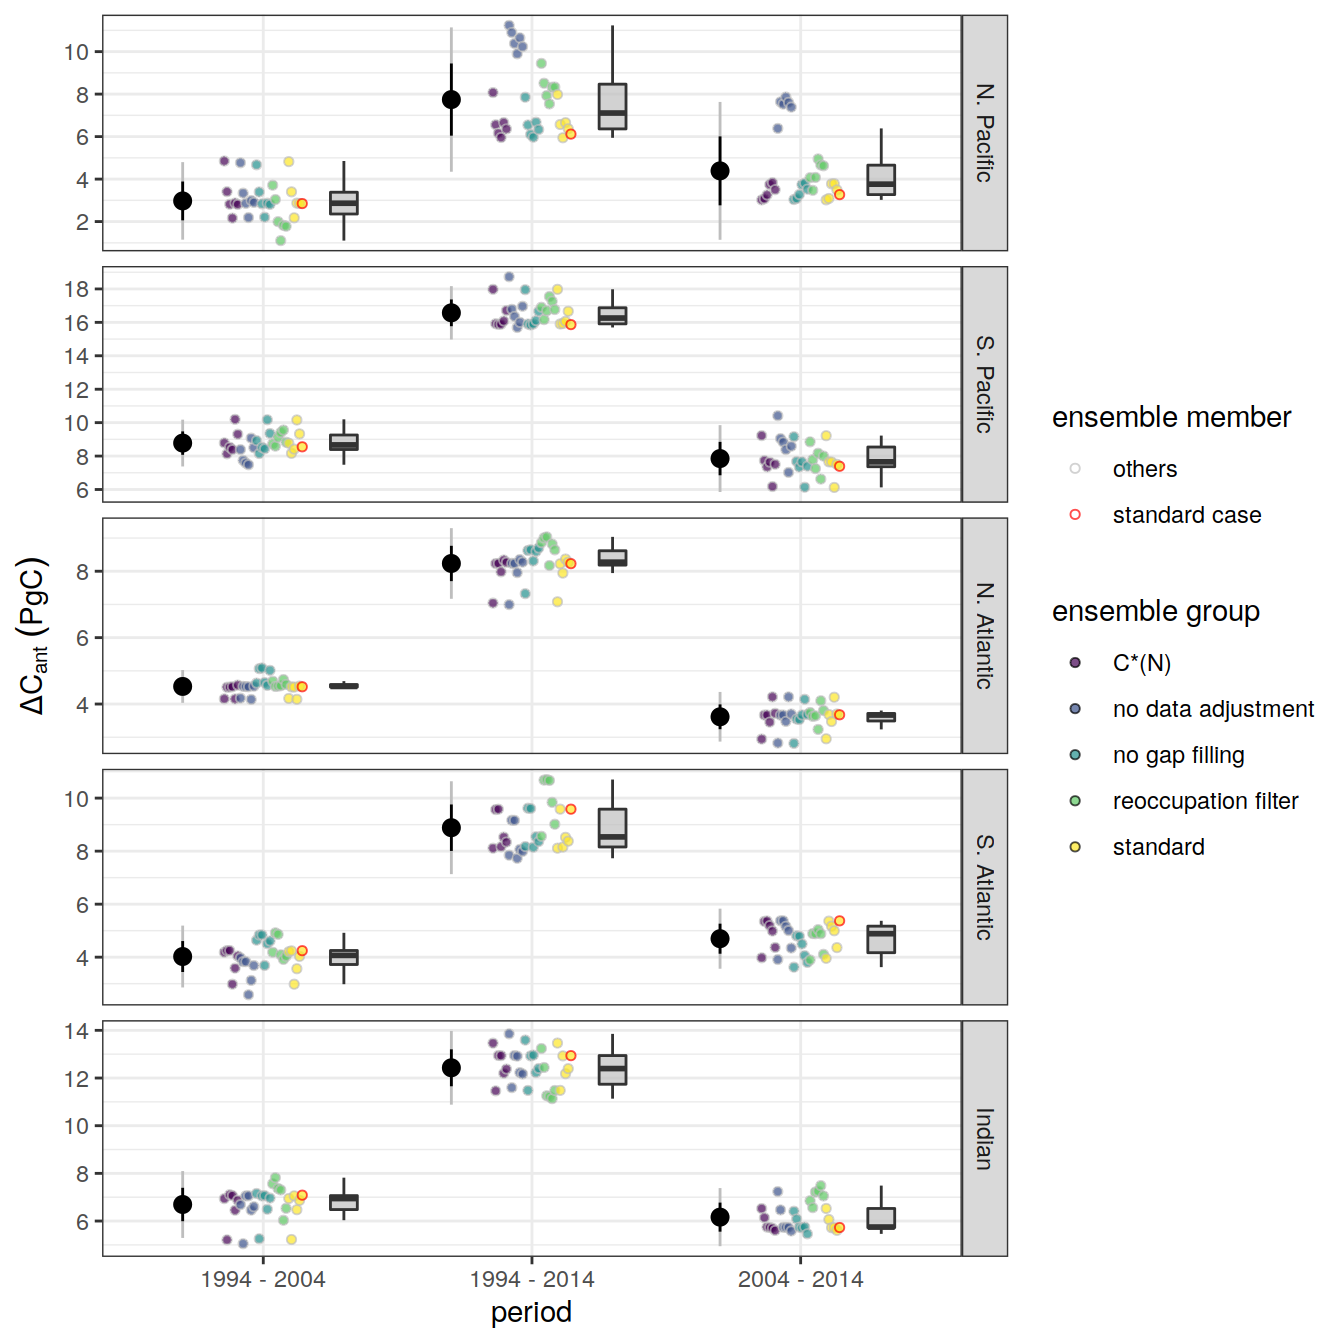 10
8
6
4
2
N. Pacific
18
16
14
12
10
8
6
S. Pacific
8
6
4
N. Atlantic
10
8
6
4
S. Atlantic
14
12
10
8
6
Indian
ΔCant (PgC)
1994 - 2004
1994 - 2014
2004 - 2014
period
ensemble member
others
standard case
ensemble group
C*(N)
no data adjustment
no gap filling
reoccupation filter
standard